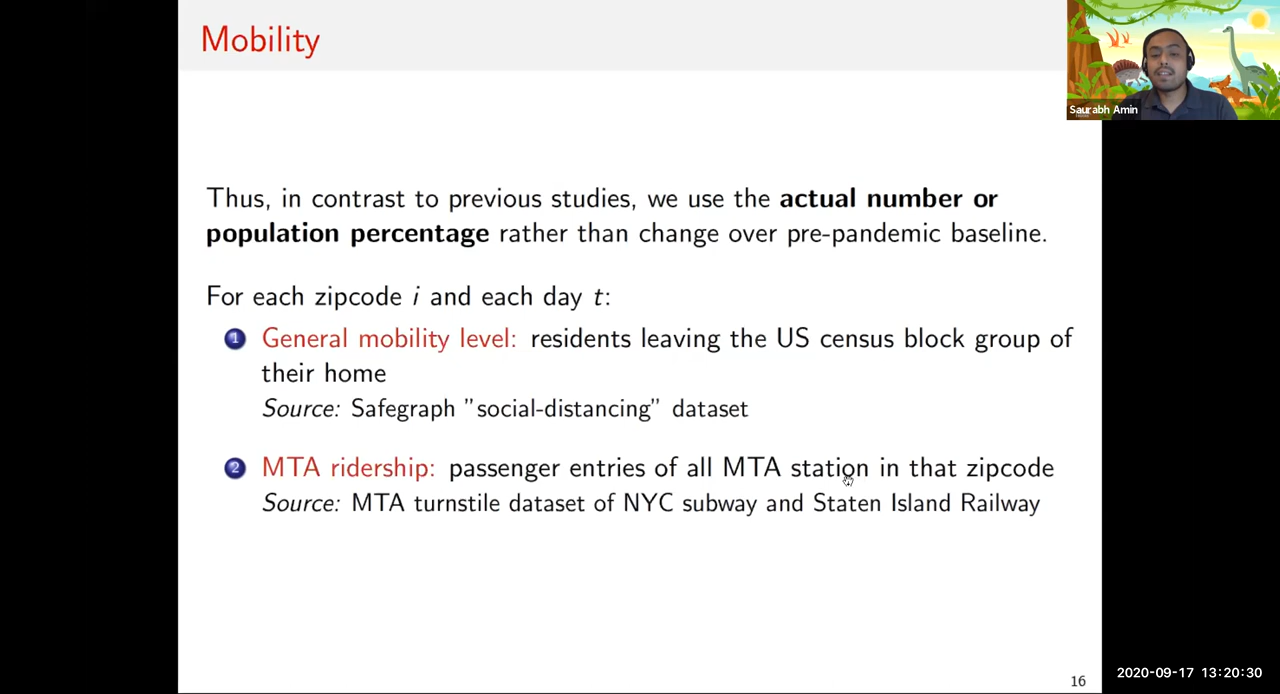 Mobility
Saurabh Amin
Thus, in contrast to previous studies, we use the actual number or
population percentage rather than change over pre-pandemic baseline.
For each zipcode i and each day t:
1 General mobility level: residents leaving the US census block group of
their home
Source: Safegraph ”social-distancing” dataset
2 MTA ridership: passenger entries of all MTA station in that zipcode
Source: MTA turnstile dataset of NYC subway and Staten Island Railway
16
2020-09-17 13:20:30